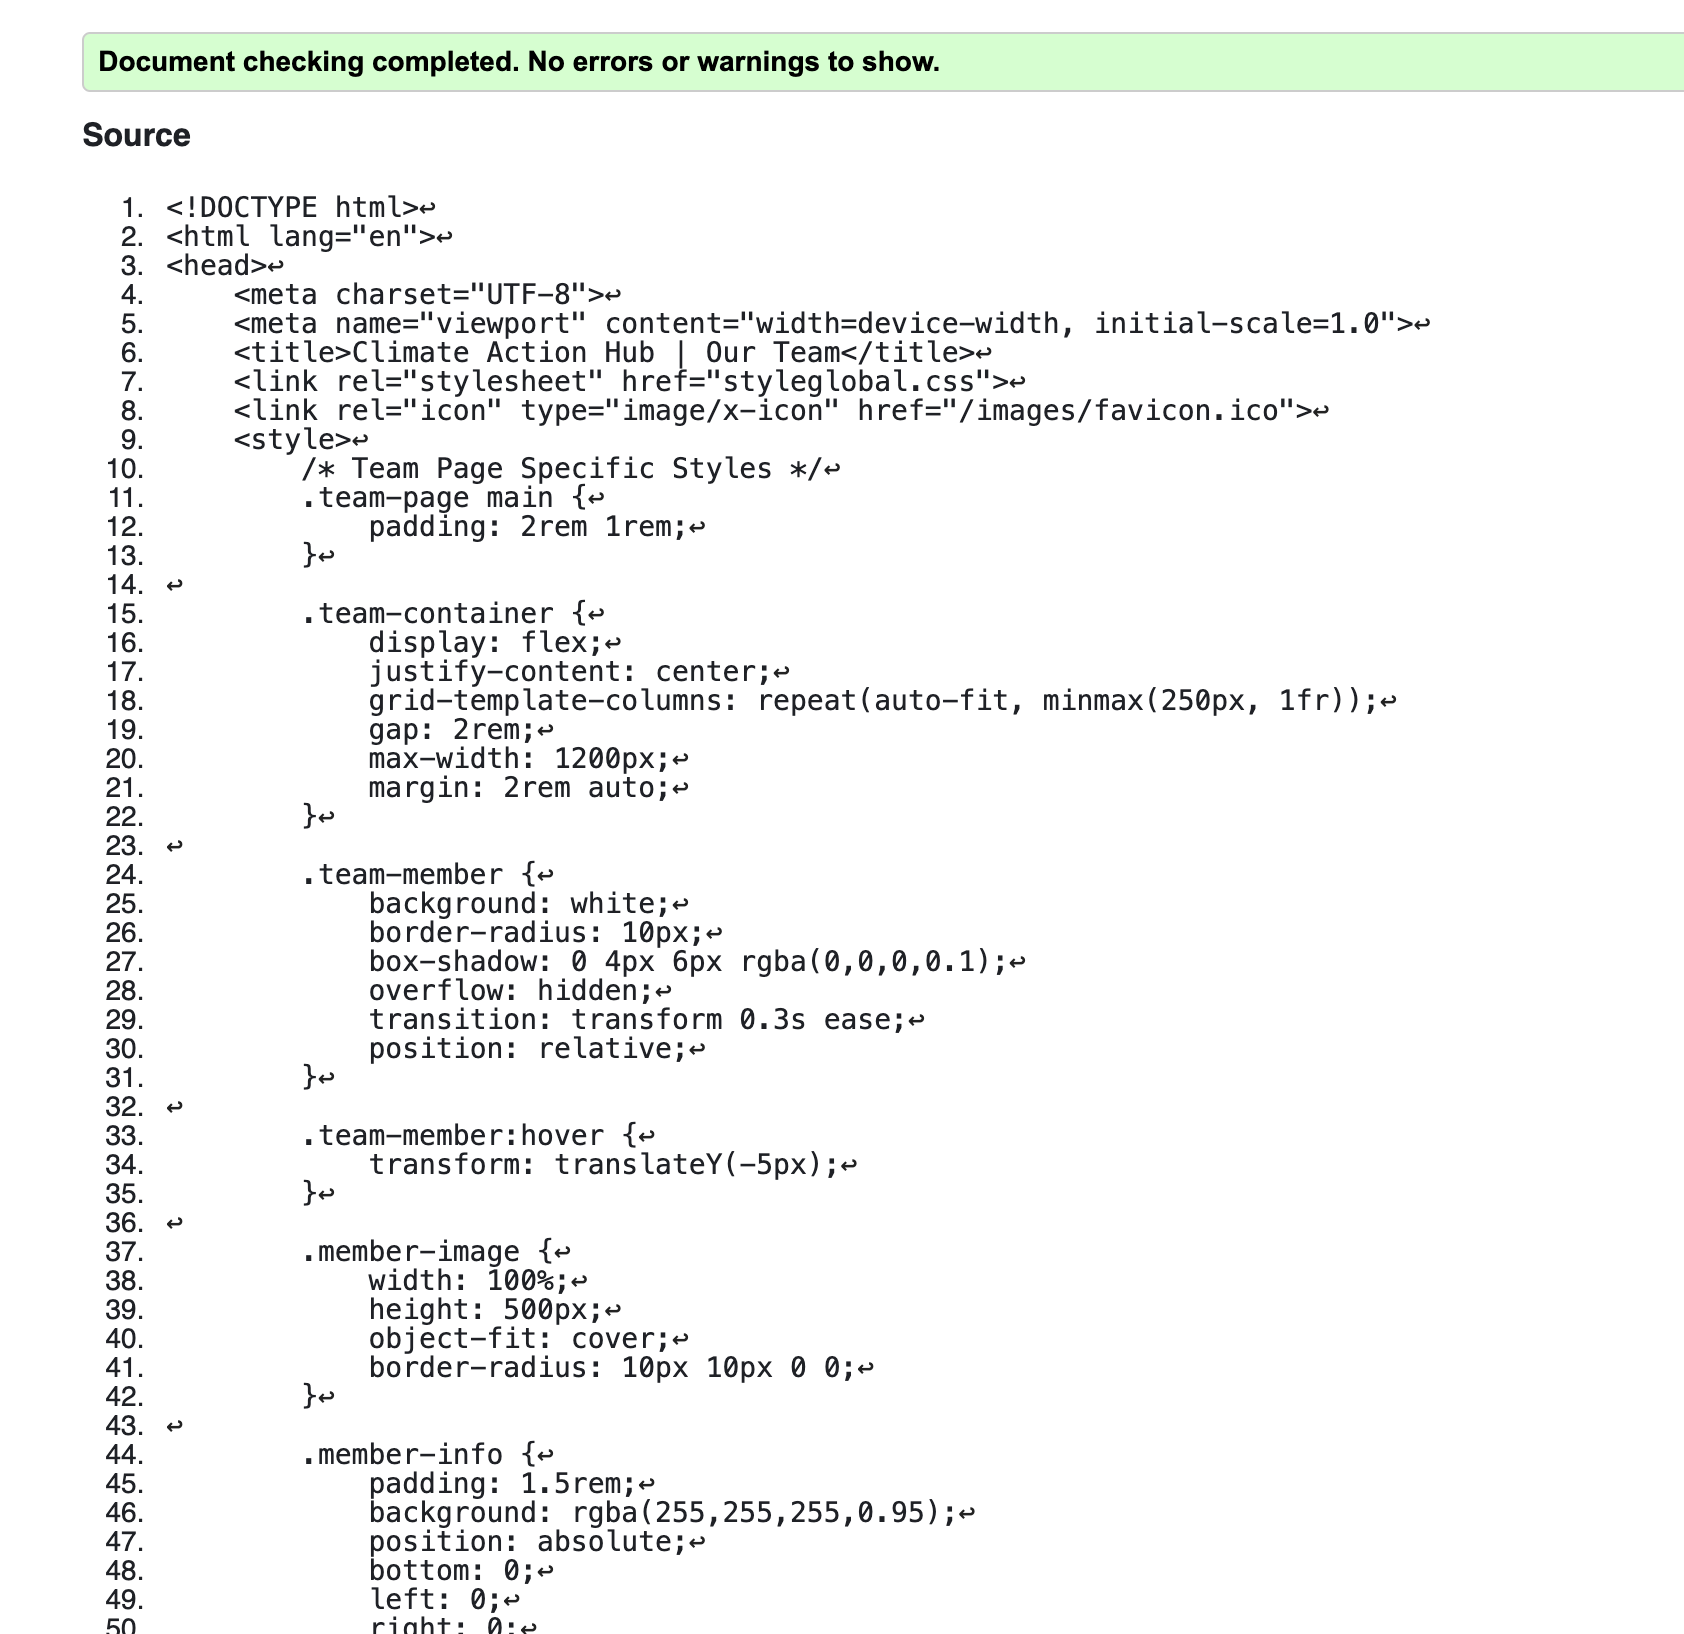 Document checking completed. No errors or warnings to show.
Source
1. <!DOCTYPE html>↩
2. <html lang="en">↩
3. <head>↩
4.     <meta charset="UTF-8">↩
5.     <meta name="viewport" content="width=device-width, initial-scale=1.0">↩
6.     <title>Climate Action Hub | Our Team</title>↩
7.     <link rel="stylesheet" href="styleglobal.css">↩
8.     <link rel="icon" type="image/x-icon" href="/images/favicon.ico">↩
9.     <style>↩
10.         /* Team Page Specific Styles */↩
11.         .team-page main {↩
12.             padding: 2rem 1rem;↩
13.         }↩
14. ↩
15.         .team-container {↩
16.             display: flex;↩
17.             justify-content: center;↩
18.             grid-template-columns: repeat(auto-fit, minmax(250px, 1fr));↩
19.             gap: 2rem;↩
20.             max-width: 1200px;↩
21.             margin: 2rem auto;↩
22.         }↩
23. ↩
24.         .team-member {↩
25.             background: white;↩
26.             border-radius: 10px;↩
27.             box-shadow: 0 4px 6px rgba(0,0,0,0.1);↩
28.             overflow: hidden;↩
29.             transition: transform 0.3s ease;↩
30.             position: relative;↩
31.         }↩
32. ↩
33.         .team-member:hover {↩
34.             transform: translateY(-5px);↩
35.         }↩
36. ↩
37.         .member-image {↩
38.             width: 100%;↩
39.             height: 500px;↩
40.             object-fit: cover;↩
41.             border-radius: 10px 10px 0 0;↩
42.         }↩
43. ↩
44.         .member-info {↩
45.             padding: 1.5rem;↩
46.             background: rgba(255,255,255,0.95);↩
47.             position: absolute;↩
48.             bottom: 0;↩
49.             left: 0;↩
50.             right: 0;↩